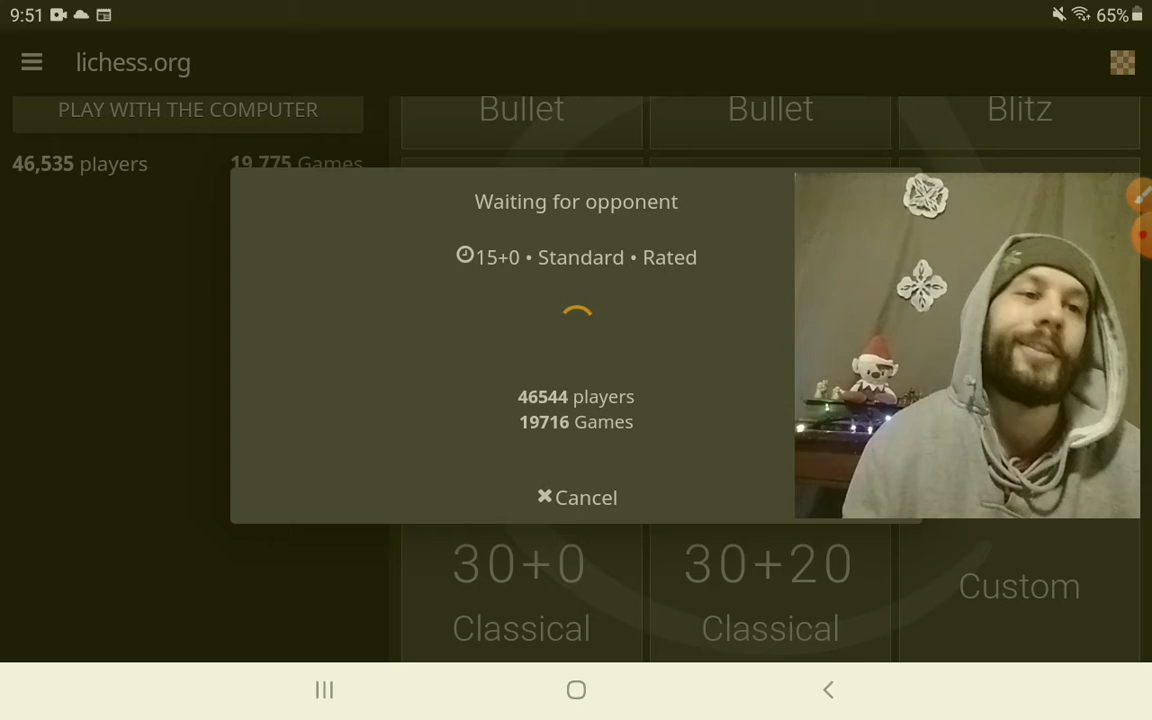 9:51 65%
lichess.org
PLAY WITH THE COMPUTER
46,535 players 19,775 Games
Bullet Bullet Blitz
Waiting for opponent
15+0 • Standard • Rated
46544 players
19716 Games
Cancel
30+0 30+20 Custom
Classical Classical